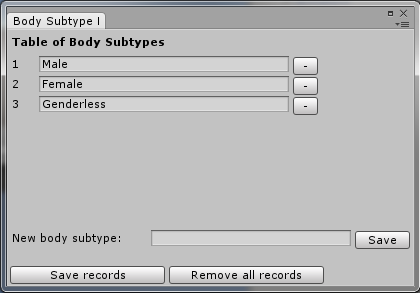 Body Subtype I
Table of Body Subtypes
1 Male -
2 Female -
3 Genderless -
New body subtype: Save
Save records Remove all records